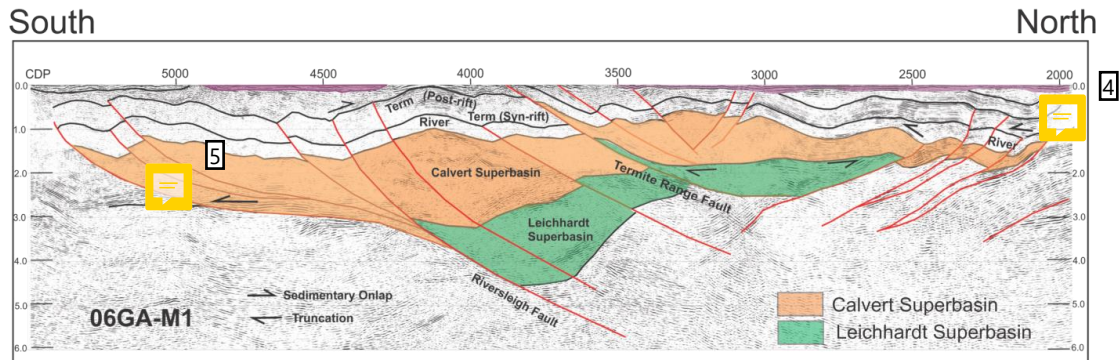 South
North
CDP 5000 4500 4000 3500 3000 2500 2000
0.0 0.0
4
Term (Post-rift)
Term (Syn-rift)
River
River
1.0
5
Calvert Superbasin
Termite Range Fault
2.0 2.0
Leichhardt
Superbasin
3.0 3.0
4.0 4.0
Riversleigh Fault
Sedimentary Onlap
Truncation
06GA-M1
Calvert Superbasin
Leichhardt Superbasin
5.0 5.0
6.0 6.0